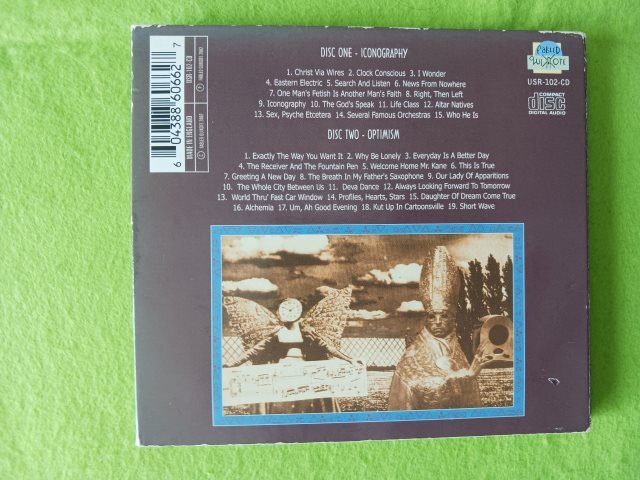 DISC ONE - ICONOGRAPHY
1. Christ Via Wires 2. Clock Conscious 3. I Wonder
4. Eastern Electric 5. Search And Listen 6. News From Nowhere
7. One Man's Fetish Is Another Man's Faith 8. Right, Then Left
9. Iconography 10. The God's Speak 11. Life Class 12. Altar Natives
13. Sex, Psyche Etcetera 14. Several Famous Orchestras 15. Who He Is
DISC TWO - OPTIMISM
1. Exactly The Way You Want It 2. Why Be Lonely 3. Everyday Is A Better Day
4. The Receiver And The Fountain Pen 5. Welcome Home Mr. Kane 6. This Is True
7. Greeting A New Day 8. The Breath In My Father's Saxophone 9. Our Lady Of Apparitions
10. The Whole City Between Us 11. Deva Dance 12. Always Looking Forward To Tomorrow
13. World Thru' Fast Car Window 14. Profiles, Hearts, Stars 15. Daughter Of Dream Come True
16. Alchemia 17. Um, Ah Good Evening 18. Kut Up In Cartoonsville 19. Short Wave
USR-102-CD
COMPACT
disc
DIGITAL AUDIO
6 04388 60662 7
MADE IN ENGLAND
USR-102-CD